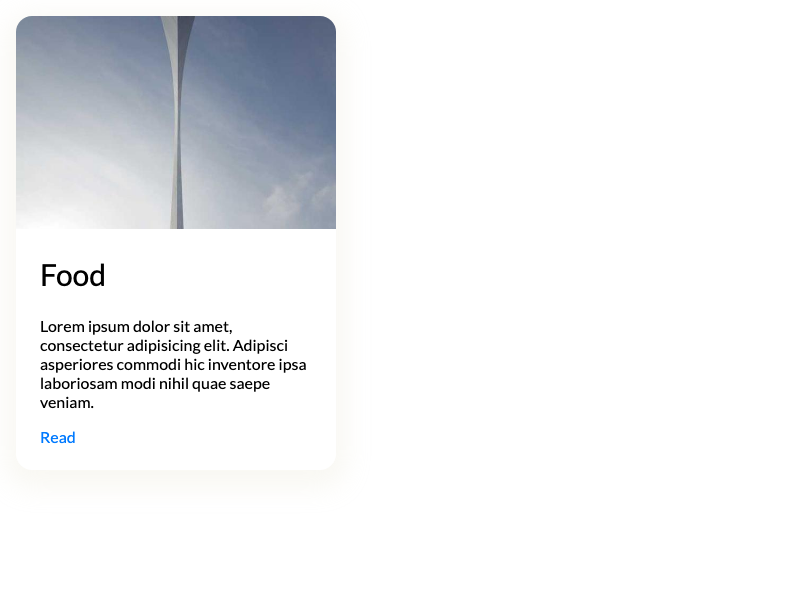 Food
Lorem ipsum dolor sit amet,
consectetur adipisicing elit. Adipisci
asperiores commodi hic inventore ipsa
laboriosam modi nihil quae saepe
veniam.
Read